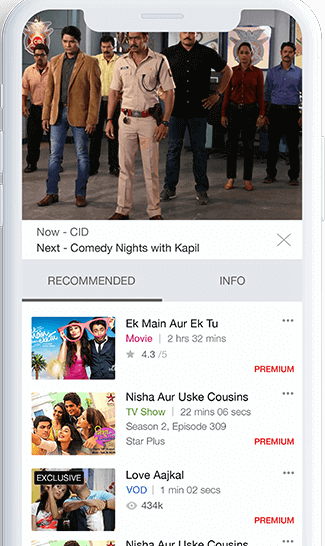 Now - CID
Next - Comedy Nights with Kapil
RECOMMENDED
INFO
Ek Main Aur Ek Tu
Movie | 2 hrs 32 mins
4.3 /5
PREMIUM
Nisha Aur Uske Cousins
TV Show | 22 mins 06 secs
Season 2, Episode 309
Star Plus
PREMIUM
EXCLUSIVE
Love Aajkal
VOD | 1 min 02 secs
434k
PREMIUM
Nisha Aur Uske Cousins